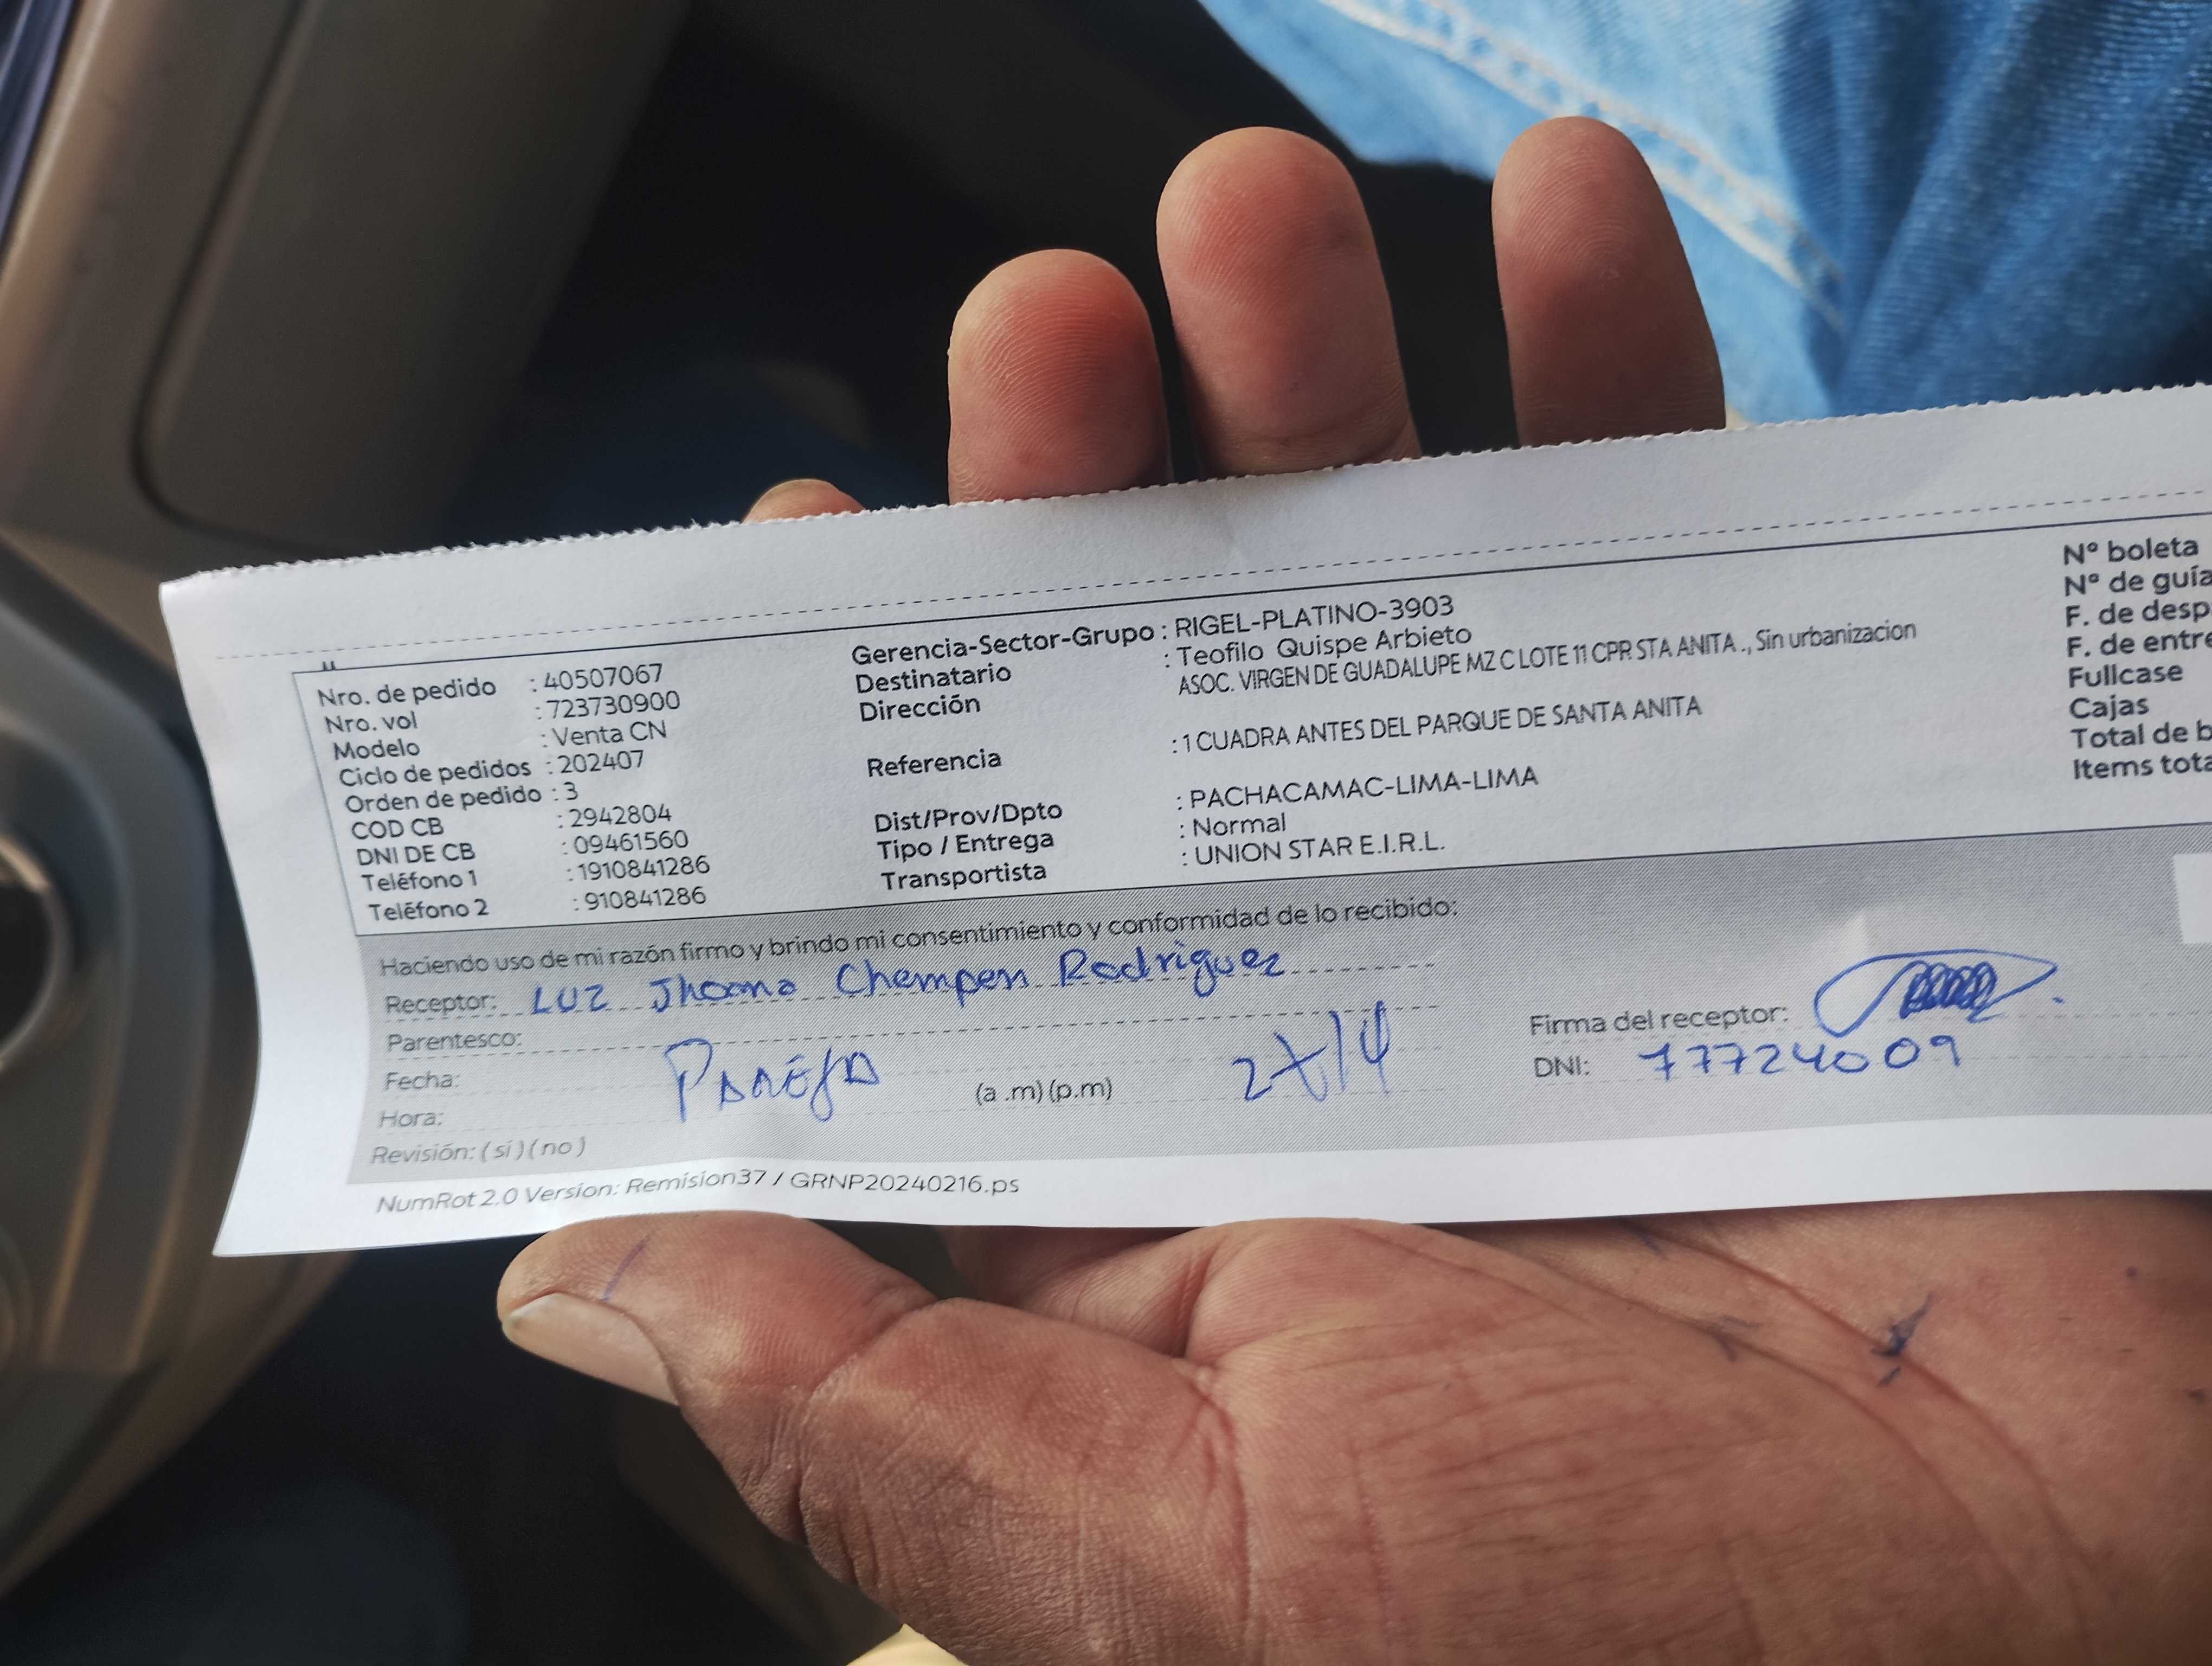 Nro. de pedido : 40507067
Nro. vol : 723730900
Modelo : Venta CN
Ciclo de pedidos : 202407
Orden de pedido : 3
COD CB : 2942804
DNI DE CB : 09461560
Teléfono 1 : 1910841286
Teléfono 2 : 910841286
Gerencia-Sector-Grupo : RIGEL-PLATINO-3903
Destinatario : Teofilo Quispe Arbieto
Dirección ASOC. VIRGEN DE GUADALUPE MZ C LOTE 11 CPR STA ANITA ., Sin urbanizacion
Referencia : 1 CUADRA ANTES DEL PARQUE DE SANTA ANITA
Dist/Prov/Dpto : PACHACAMAC-LIMA-LIMA
Tipo / Entrega : Normal
Transportista : UNION STAR E.I.R.L.
Nº boleta
Nº de guía
F. de desp
F. de entre
Fullcase
Cajas
Total de b
Items tota
Haciendo uso de mi razón firmo y brindo mi consentimiento y conformidad de lo recibido:
Receptor: LUZ Jhoana Chempen Rodriguez
Parentesco:
Fecha: Pareja 27/4
Hora: (a .m) (p.m)
Revisión: ( si ) ( no )
Firma del receptor:
DNI: 77724009
NumRot 2.0 Version: Remision37 / GRNP20240216.ps